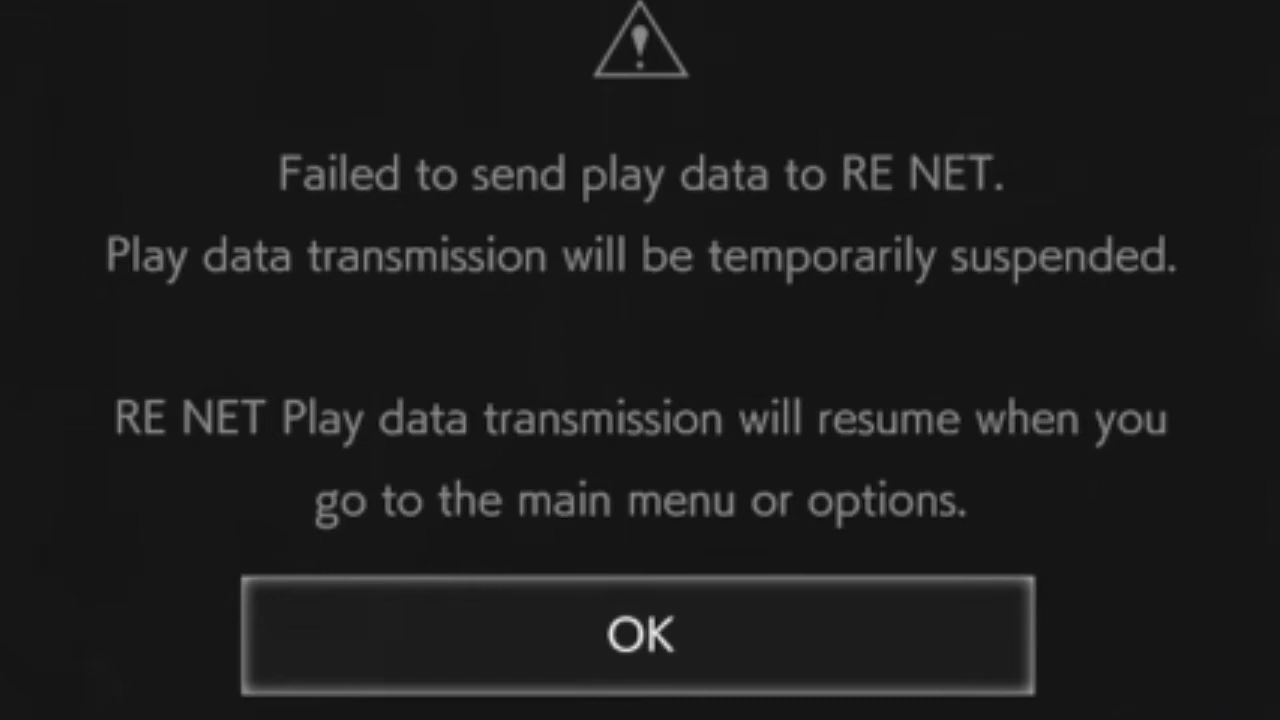 Failed to send play data to RE NET.
Play data transmission will be temporarily suspended.
RE NET Play data transmission will resume when you
go to the main menu or options.
OK